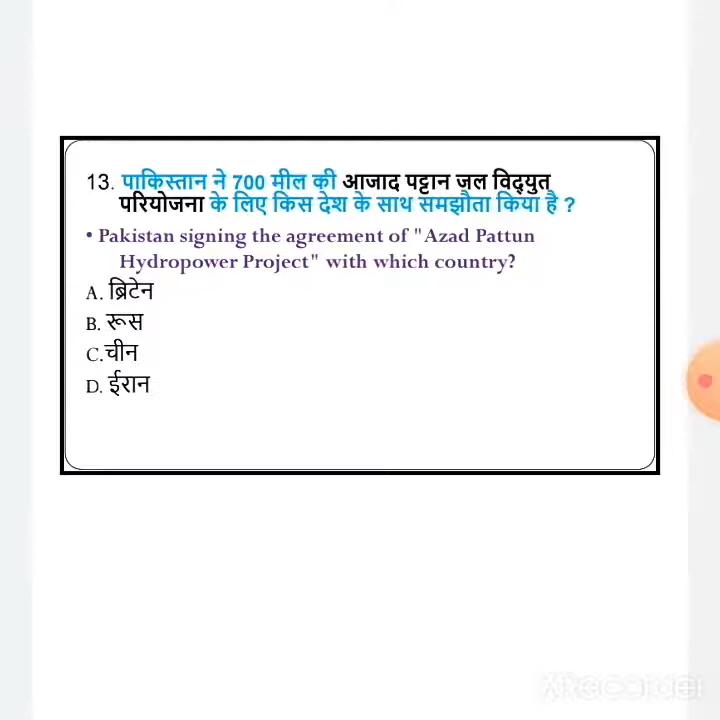 13. पाकिस्तान ने 700 मील की आजाद पट्टान जल विद्युत
परियोजना के लिए किस देश के साथ समझौता किया है ?
• Pakistan signing the agreement of "Azad Pattun
Hydropower Project" with which country?
A. ब्रिटेन
B. रूस
C.चीन
D. ईरान
XRecorder